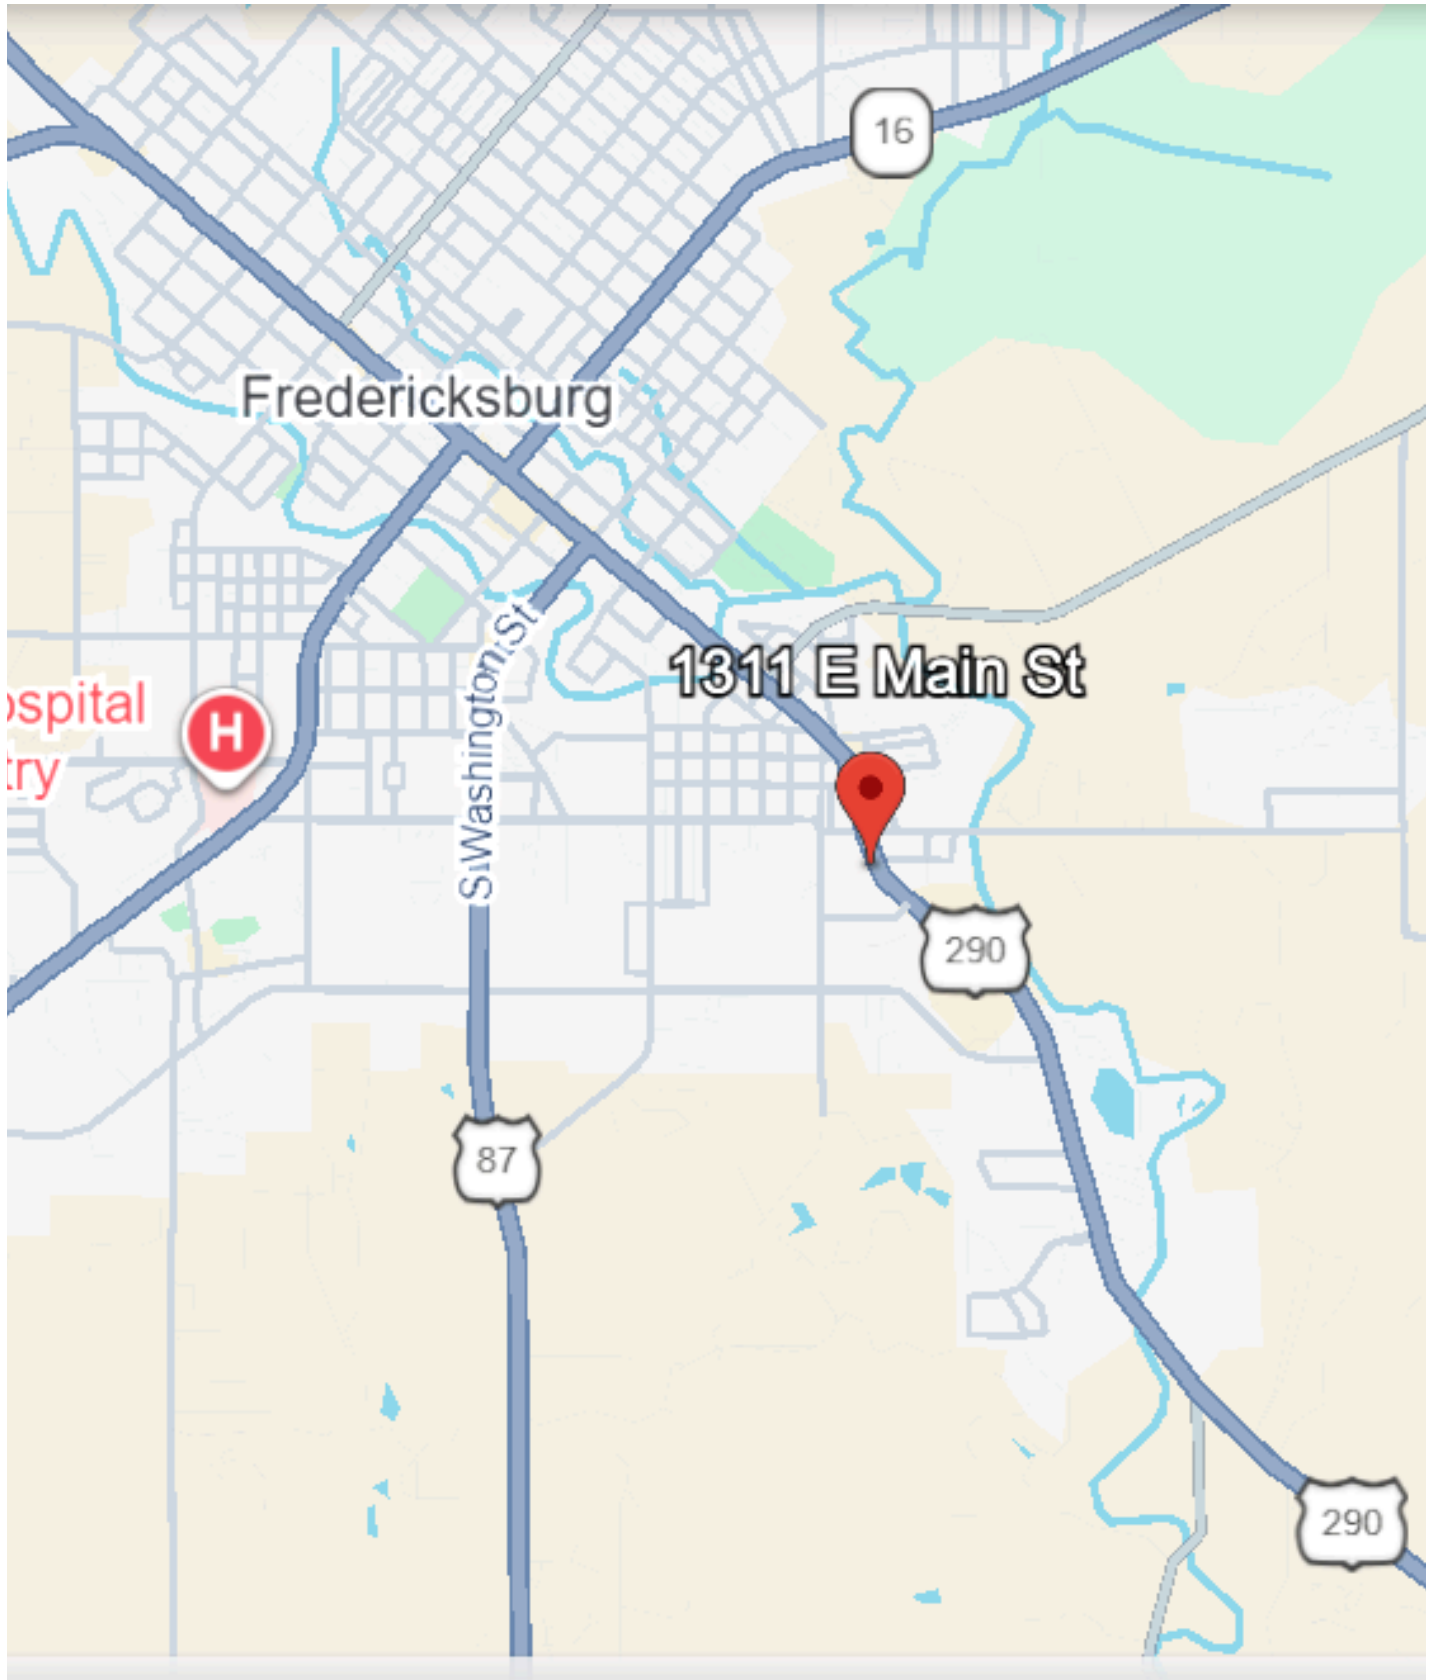 16
Fredericksburg
S Washington St
1311 E Main St
ospital
try
H
290
87
290